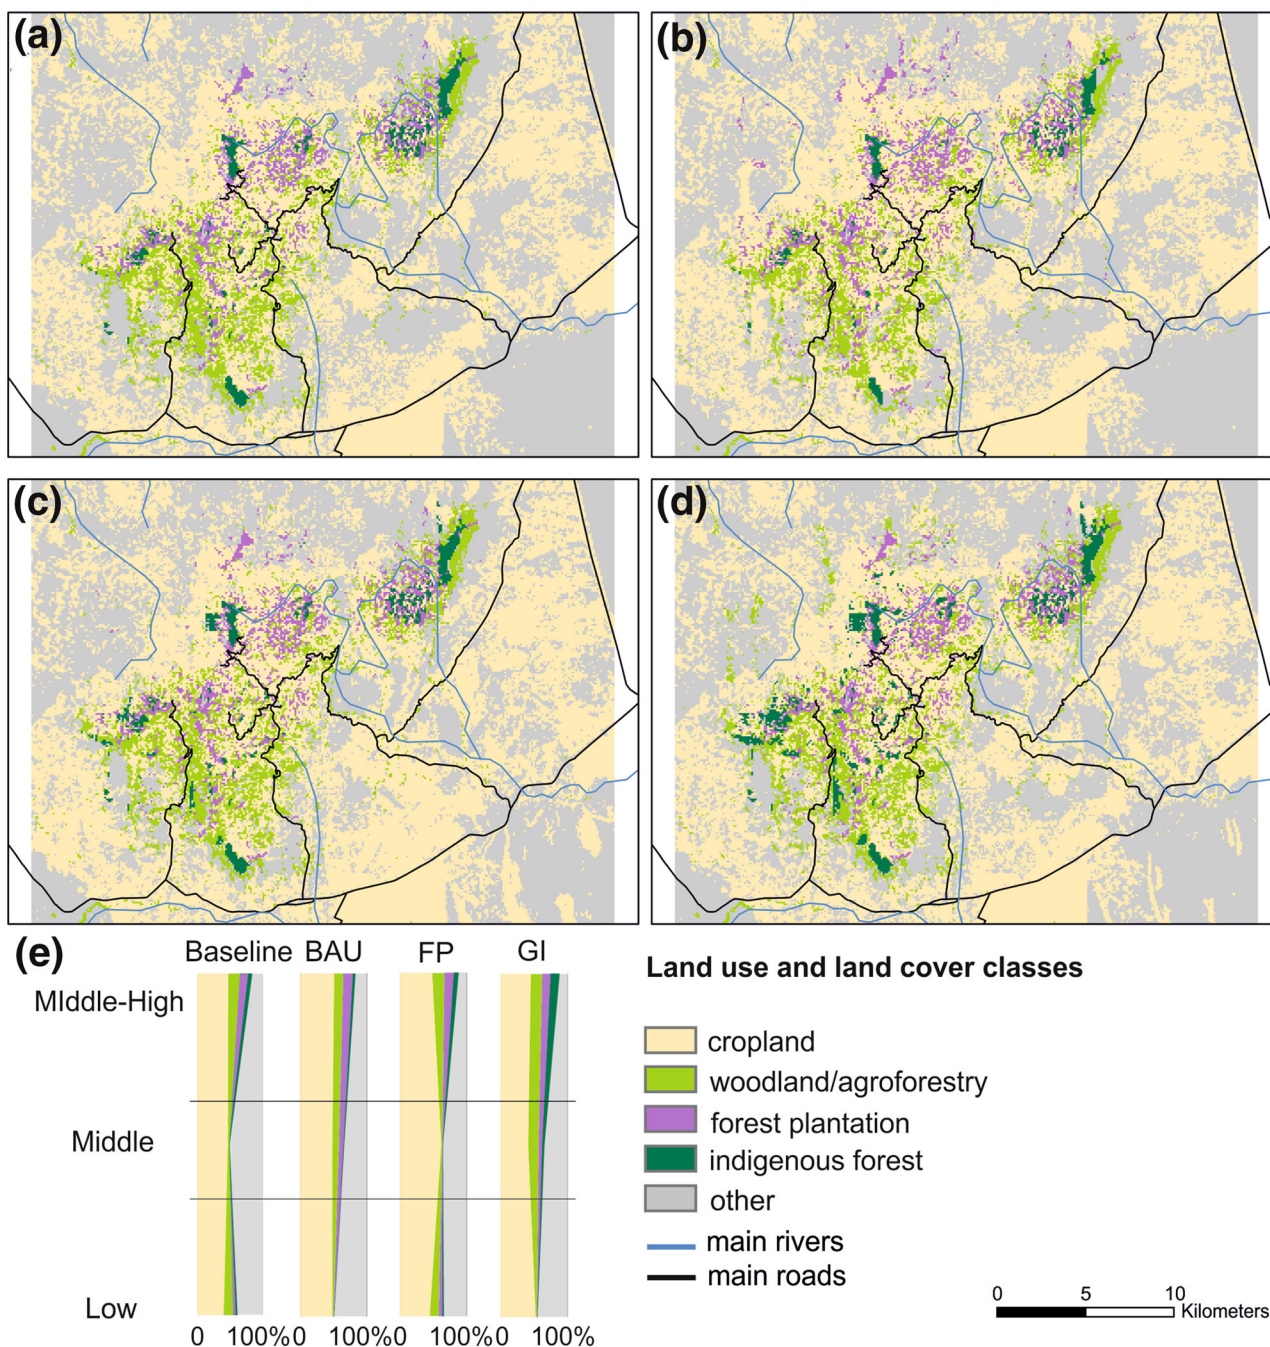 (a)
(b)
(c)
(d)
(e)
Baseline BAU FP GI
MIddle-High
Middle
Low
0 100% 0 100% 0 100% 0 100%
Land use and land cover classes
cropland
woodland/agroforestry
forest plantation
indigenous forest
other
main rivers
main roads
0 5 10
Kilometers